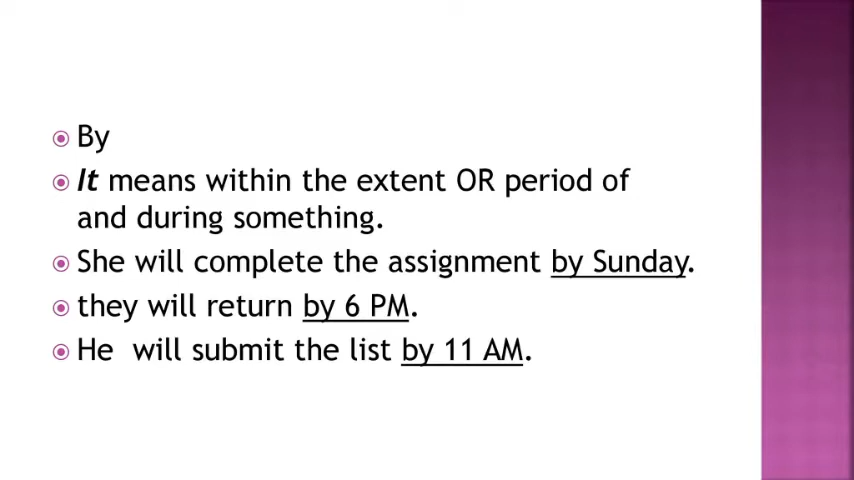 By
It means within the extent OR period of
and during something.
She will complete the assignment by Sunday.
they will return by 6 PM.
He  will submit the list by 11 AM.